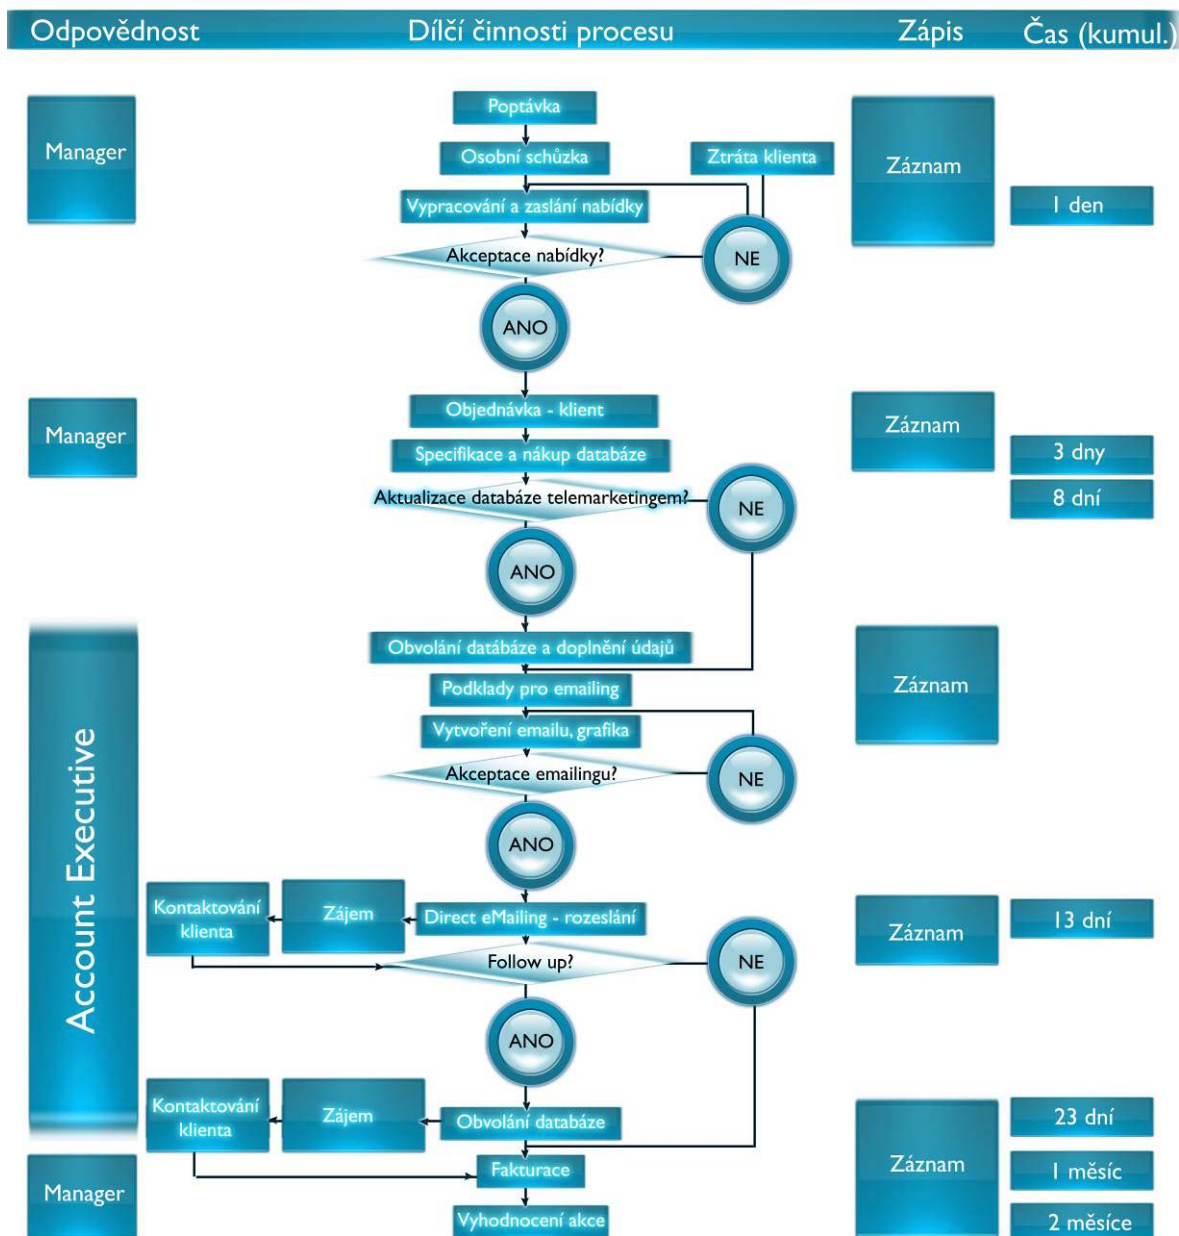 Odpovědnost
Dílčí činnosti procesu
Zápis
Čas (kumul.)
Poptávka
Manager
Osobní schůzka
Ztráta klienta
Záznam
Vypracování a zaslání nabídky
1 den
Akceptace nabídky?
NE
ANO
Manager
Objednávka - klient
Záznam
Specifikace a nákup databáze
3 dny
Aktualizace databáze telemarketingem?
NE
8 dní
ANO
Obvolání datábáze a doplnění údajů
Podklady pro emailing
Záznam
Account Executive
Vytvoření emailu, grafika
Akceptace emailingu?
NE
ANO
Kontaktování
klienta
Zájem
Direct eMailing - rozeslání
Záznam
13 dní
Follow up?
NE
ANO
Kontaktování
klienta
Zájem
Obvolání databáze
23 dní
Manager
Fakturace
Záznam
1 měsíc
Vyhodnocení akce
2 měsíce